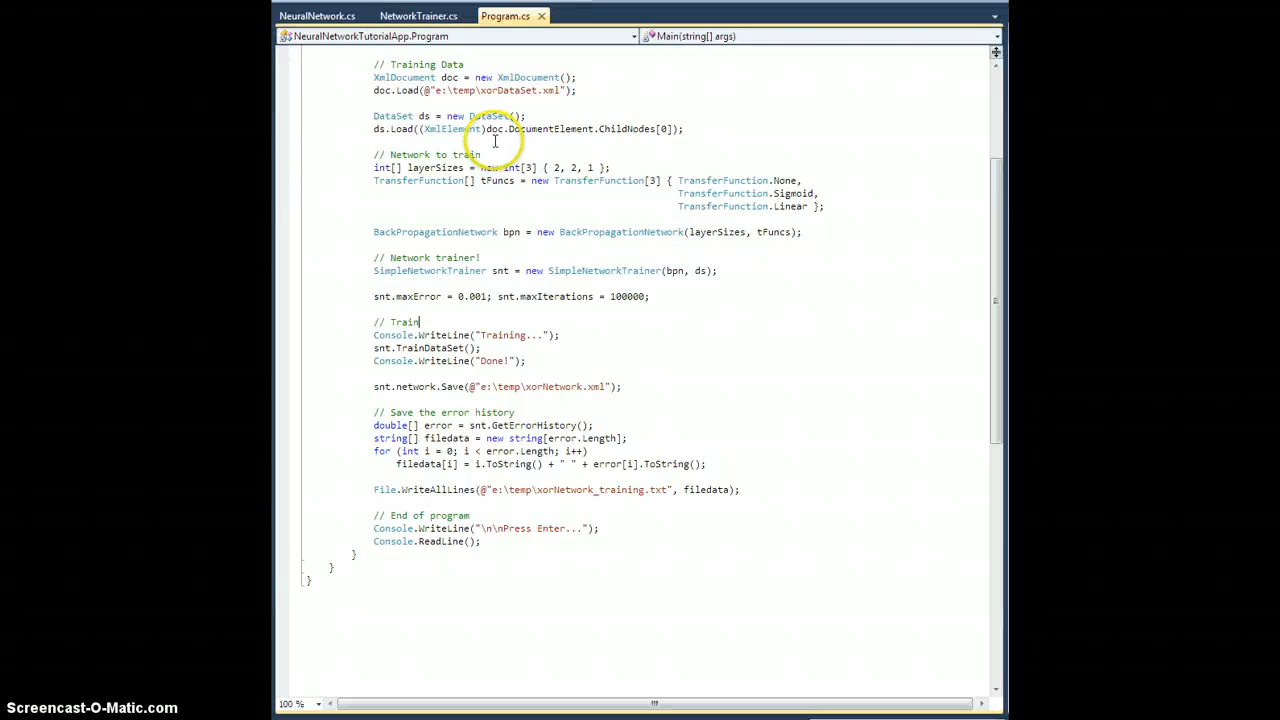 NeuralNetwork.cs NetworkTrainer.cs Program.cs
NeuralNetworkTutorialApp.Program Main(string[] args)
// Training Data
XmlDocument doc = new XmlDocument();
doc.Load(@"e:\temp\xorDataSet.xml");
DataSet ds = new DataSet();
ds.Load((XmlElement)doc.DocumentElement.ChildNodes[0]);
// Network to train
int[] layerSizes = new int[3] { 2, 2, 1 };
TransferFunction[] tFuncs = new TransferFunction[3] { TransferFunction.None,
TransferFunction.Sigmoid,
TransferFunction.Linear };
BackPropagationNetwork bpn = new BackPropagationNetwork(layerSizes, tFuncs);
// Network trainer!
SimpleNetworkTrainer snt = new SimpleNetworkTrainer(bpn, ds);
snt.maxError = 0.001; snt.maxIterations = 100000;
// Train
Console.WriteLine("Training...");
snt.TrainDataSet();
Console.WriteLine("Done!");
snt.network.Save(@"e:\temp\xorNetwork.xml");
// Save the error history
double[] error = snt.GetErrorHistory();
string[] filedata = new string[error.Length];
for (int i = 0; i < error.Length; i++)
filedata[i] = i.ToString() + " " + error[i].ToString();
File.WriteAllLines(@"e:\temp\xorNetwork_training.txt", filedata);
// End of program
Console.WriteLine("\n\nPress Enter...");
Console.ReadLine();
}
}
}
100 %
Screencast-O-Matic.com